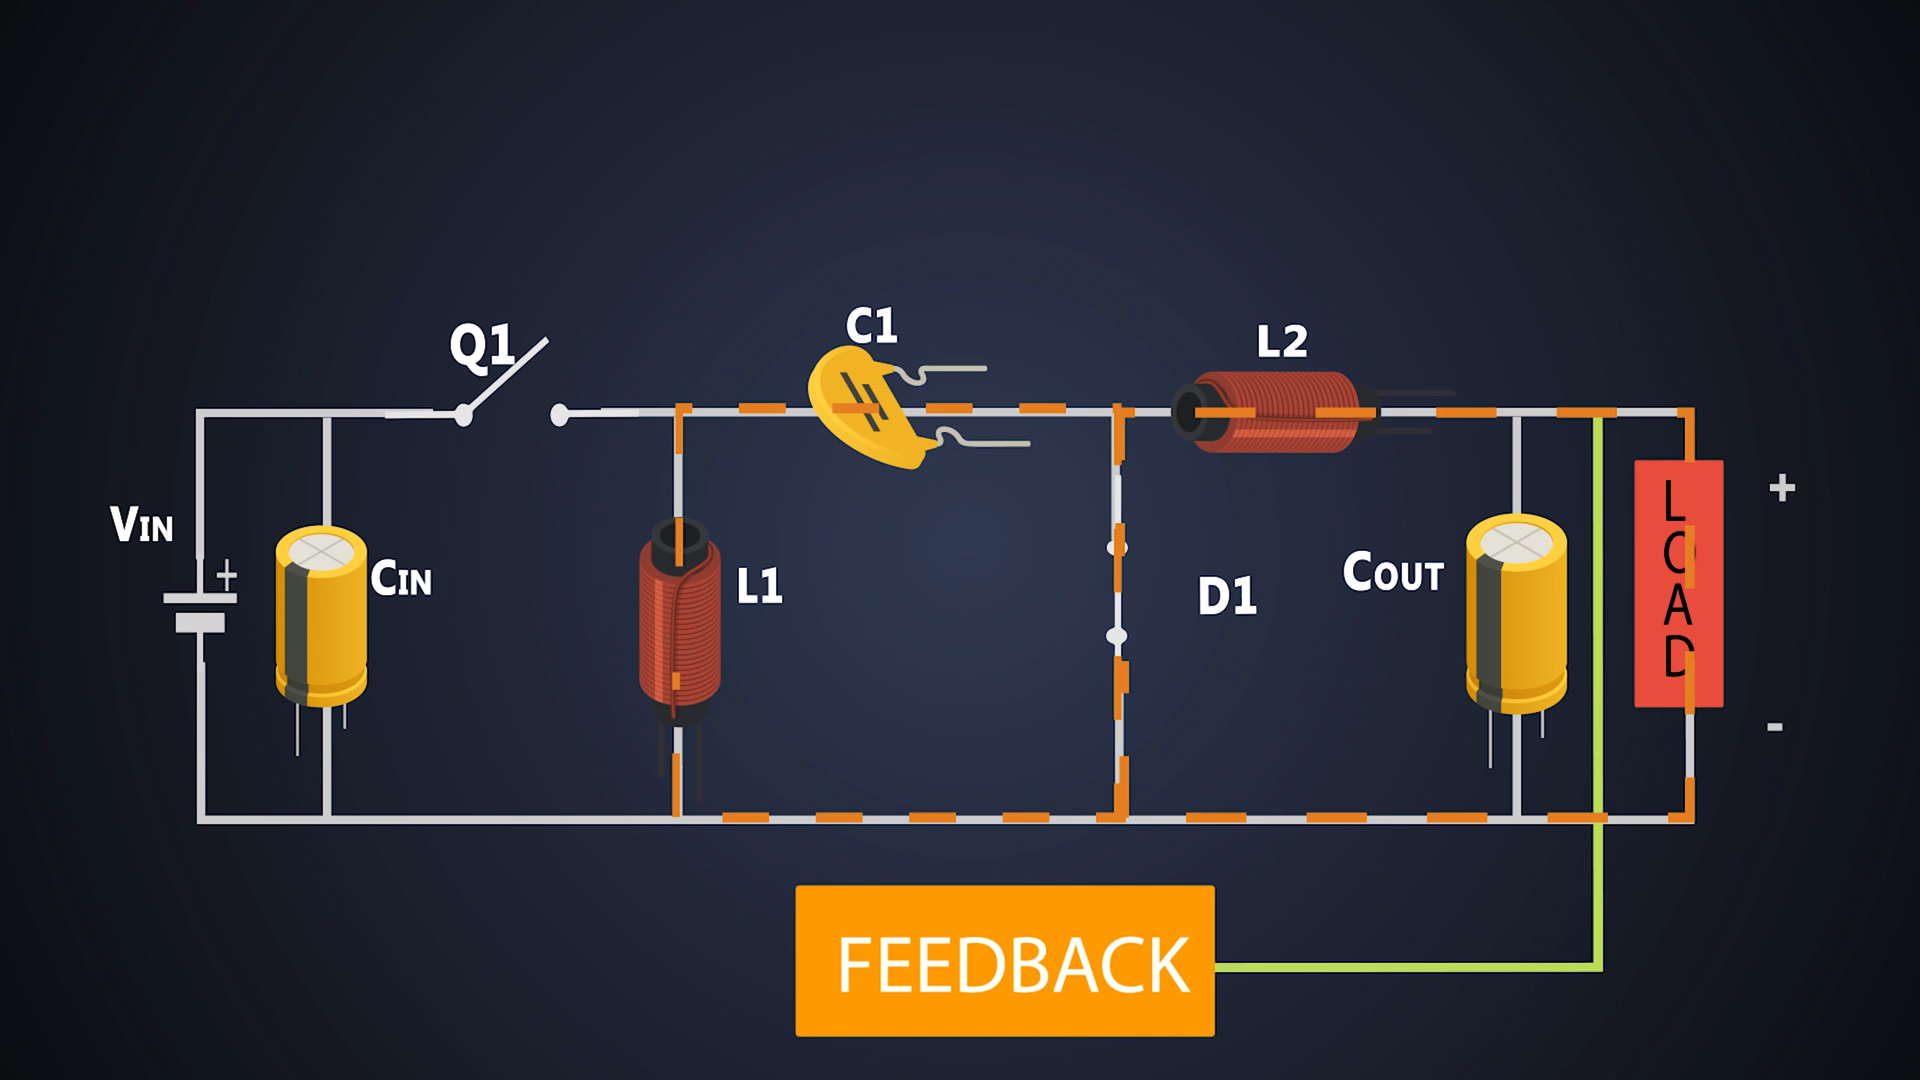 C1
Q1
L2
+
VIN
+
CIN
L1
D1
COUT
LOAD
-
FEEDBACK